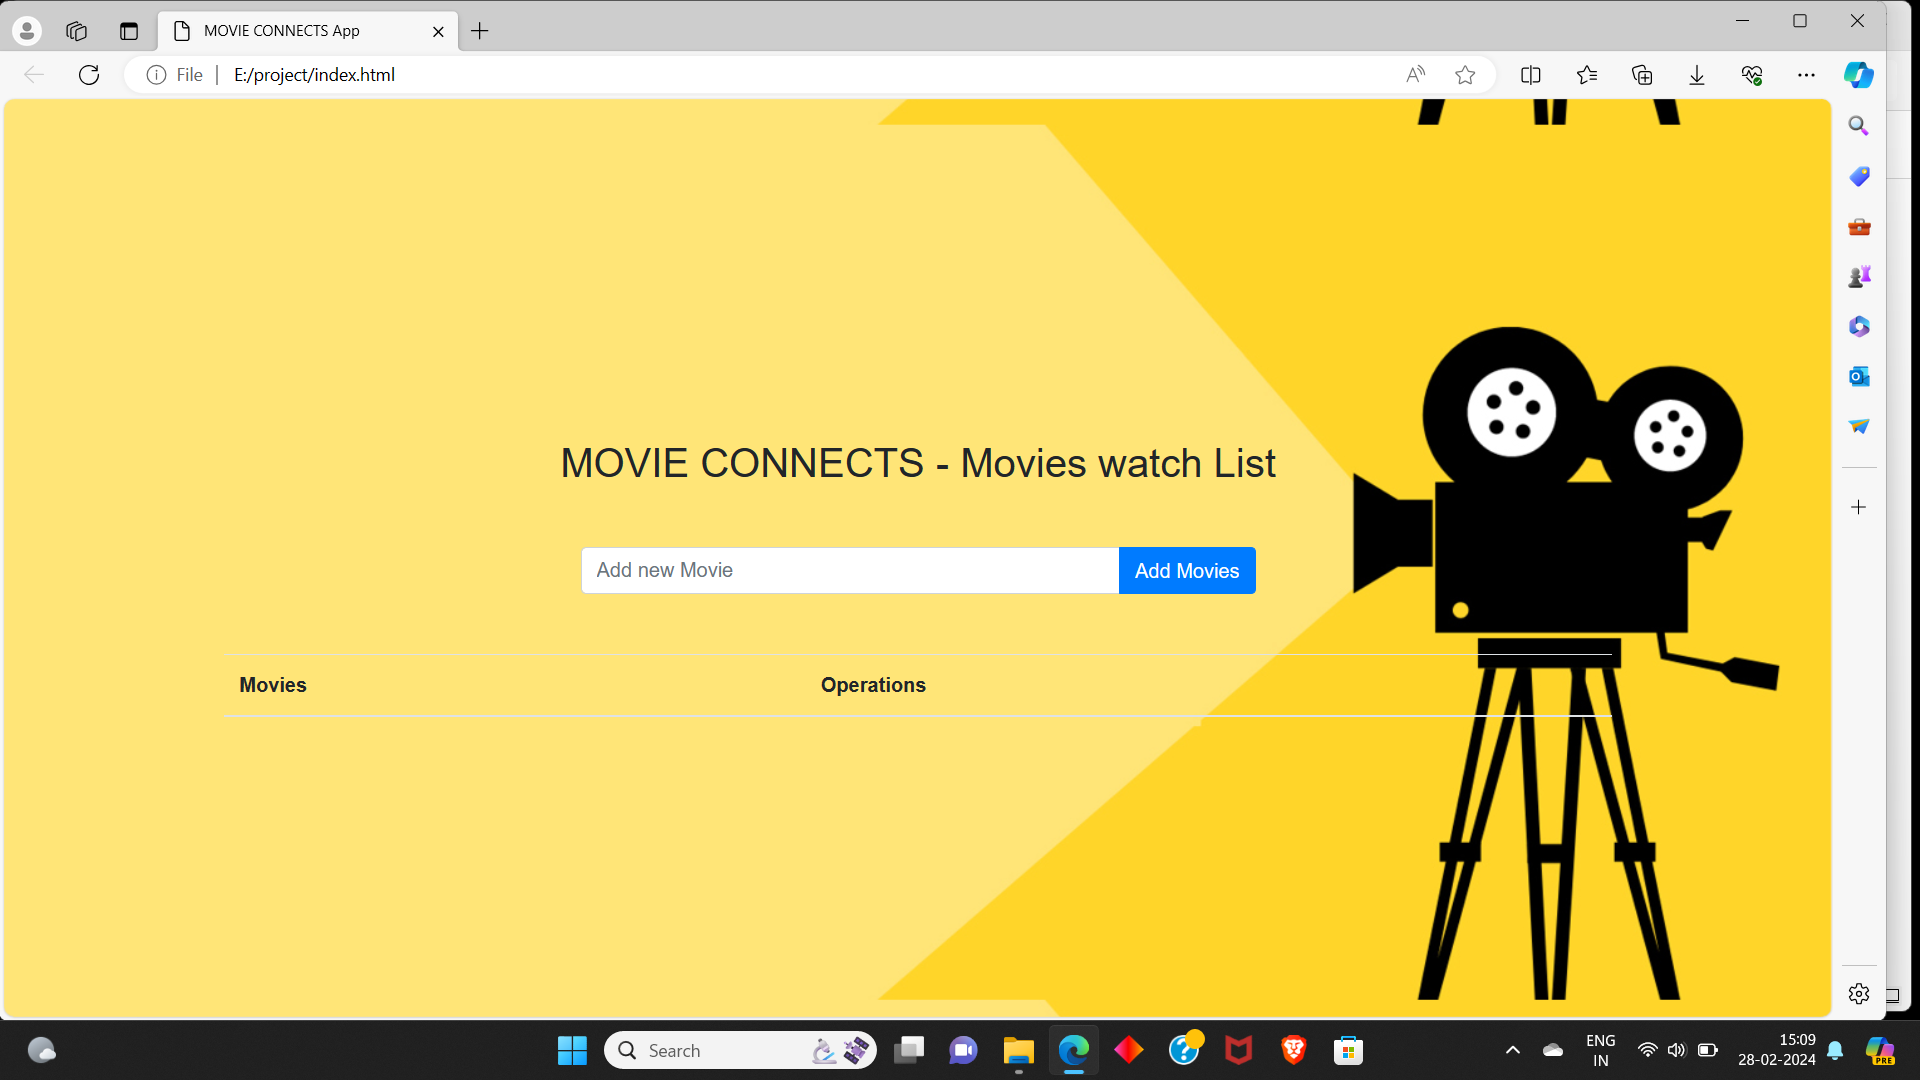 MOVIE CONNECTS App
File
E:/project/index.html
MOVIE CONNECTS - Movies watch List
Add new Movie
Add Movies
Movies
Operations
Search
ENG
IN
15:09
28-02-2024
PRE